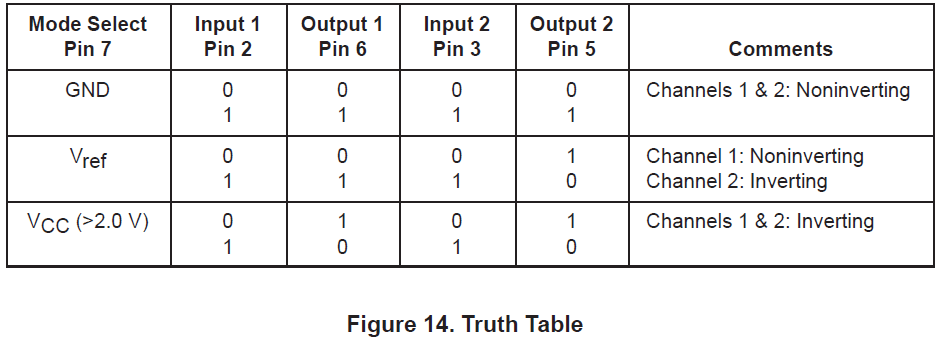 Mode Select Input 1 Output 1 Input 2 Output 2
Pin 7 Pin 2 Pin 6 Pin 3 Pin 5 Comments
GND 0 0 0 0 Channels 1 & 2: Noninverting
1 1 1 1
Vref 0 0 0 1 Channel 1: Noninverting
1 1 1 0 Channel 2: Inverting
VCC (>2.0 V) 0 1 0 1 Channels 1 & 2: Inverting
1 0 1 0
Figure 14. Truth Table